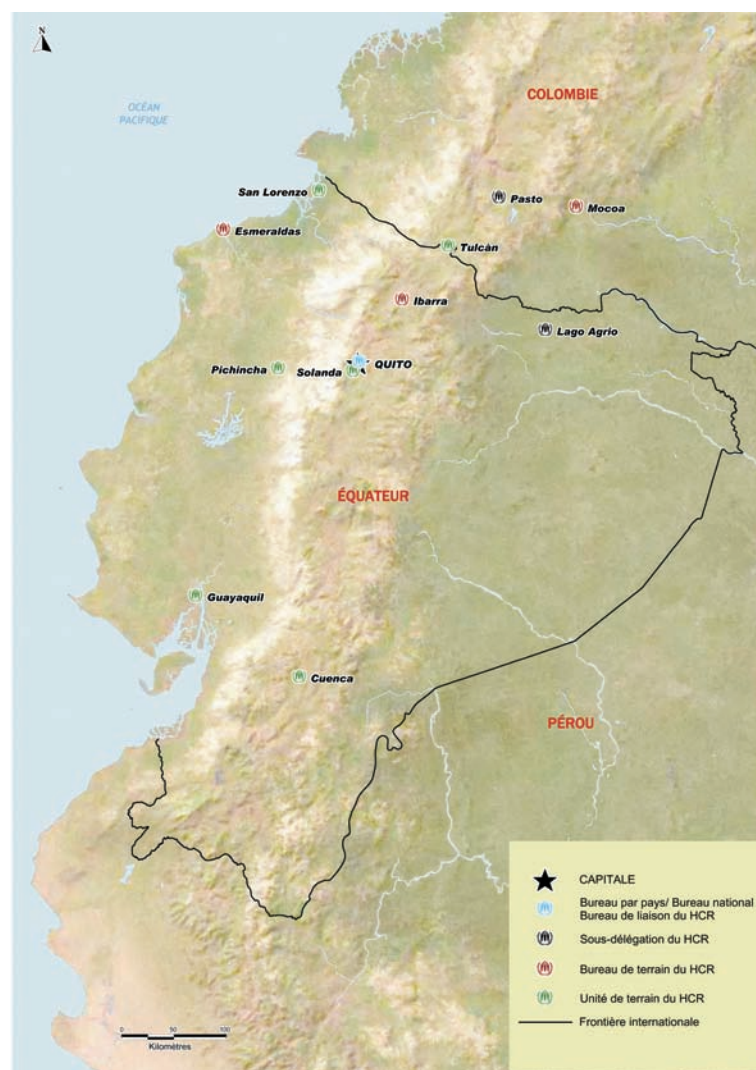 N
OCÉAN
PACIFIQUE
COLOMBIE
San Lorenzo
Pasto
Mocoa
Esmeraldas
Tulcàn
Ibarra
Lago Agrio
Pichincha
Solanda
QUITO
ÉQUATEUR
Guayaquil
Cuenca
PÉROU
CAPITALE
Bureau par pays/ Bureau national
Bureau de liaison du HCR
Sous-délégation du HCR
Bureau de terrain du HCR
Unité de terrain du HCR
Frontière internationale
0 50 100
Kilomètres